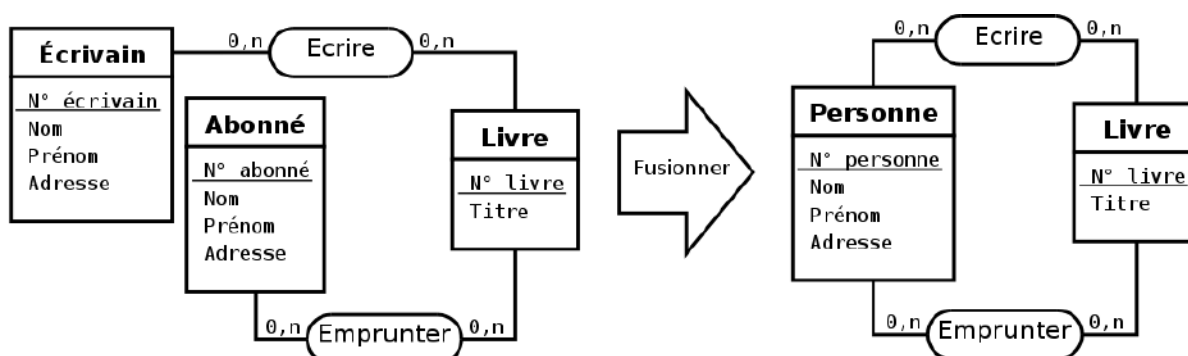 Écrivain
N° écrivain
Nom
Prénom
Adresse
0,n
Ecrire
0,n
Abonné
N° abonné
Nom
Prénom
Adresse
Livre
N° livre
Titre
0,n
Emprunter
0,n
Fusionner
0,n
Ecrire
0,n
Personne
N° personne
Nom
Prénom
Adresse
Livre
N° livre
Titre
0,n
Emprunter
0,n